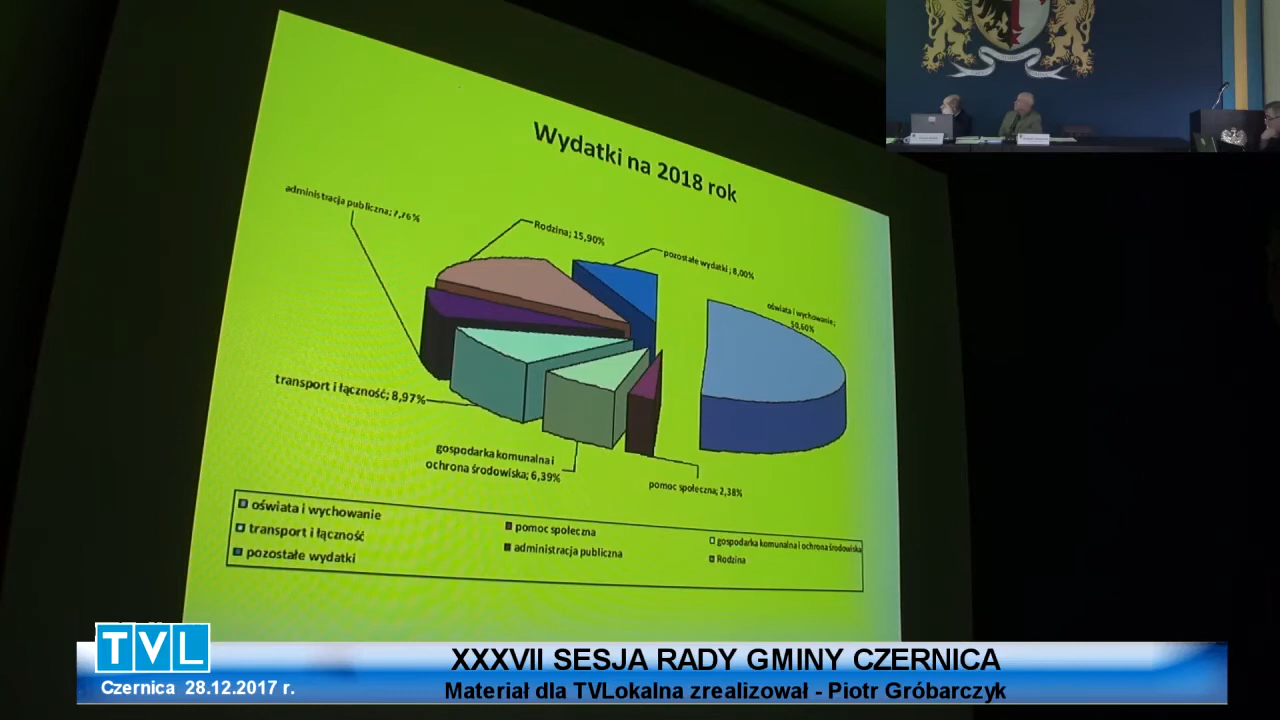 Wydatki na 2018 rok
administracja publiczna; 7,76%
Rodzina; 15,90%
pozostałe wydatki; 8,00%
oświata i wychowanie;
50,60%
transport i łączność; 8,97%
gospodarka komunalna i
ochrona środowiska; 6,39%
pomoc społeczna; 2,38%
oświata i wychowanie
pomoc społeczna
gospodarka komunalna i ochrona środowiska
transport i łączność
administracja publiczna
Rodzina
pozostałe wydatki
TVL
XXXVII SESJA RADY GMINY CZERNICA
Czernica 28.12.2017 r.
Materiał dla TVLokalna zrealizował - Piotr Gróbarczyk